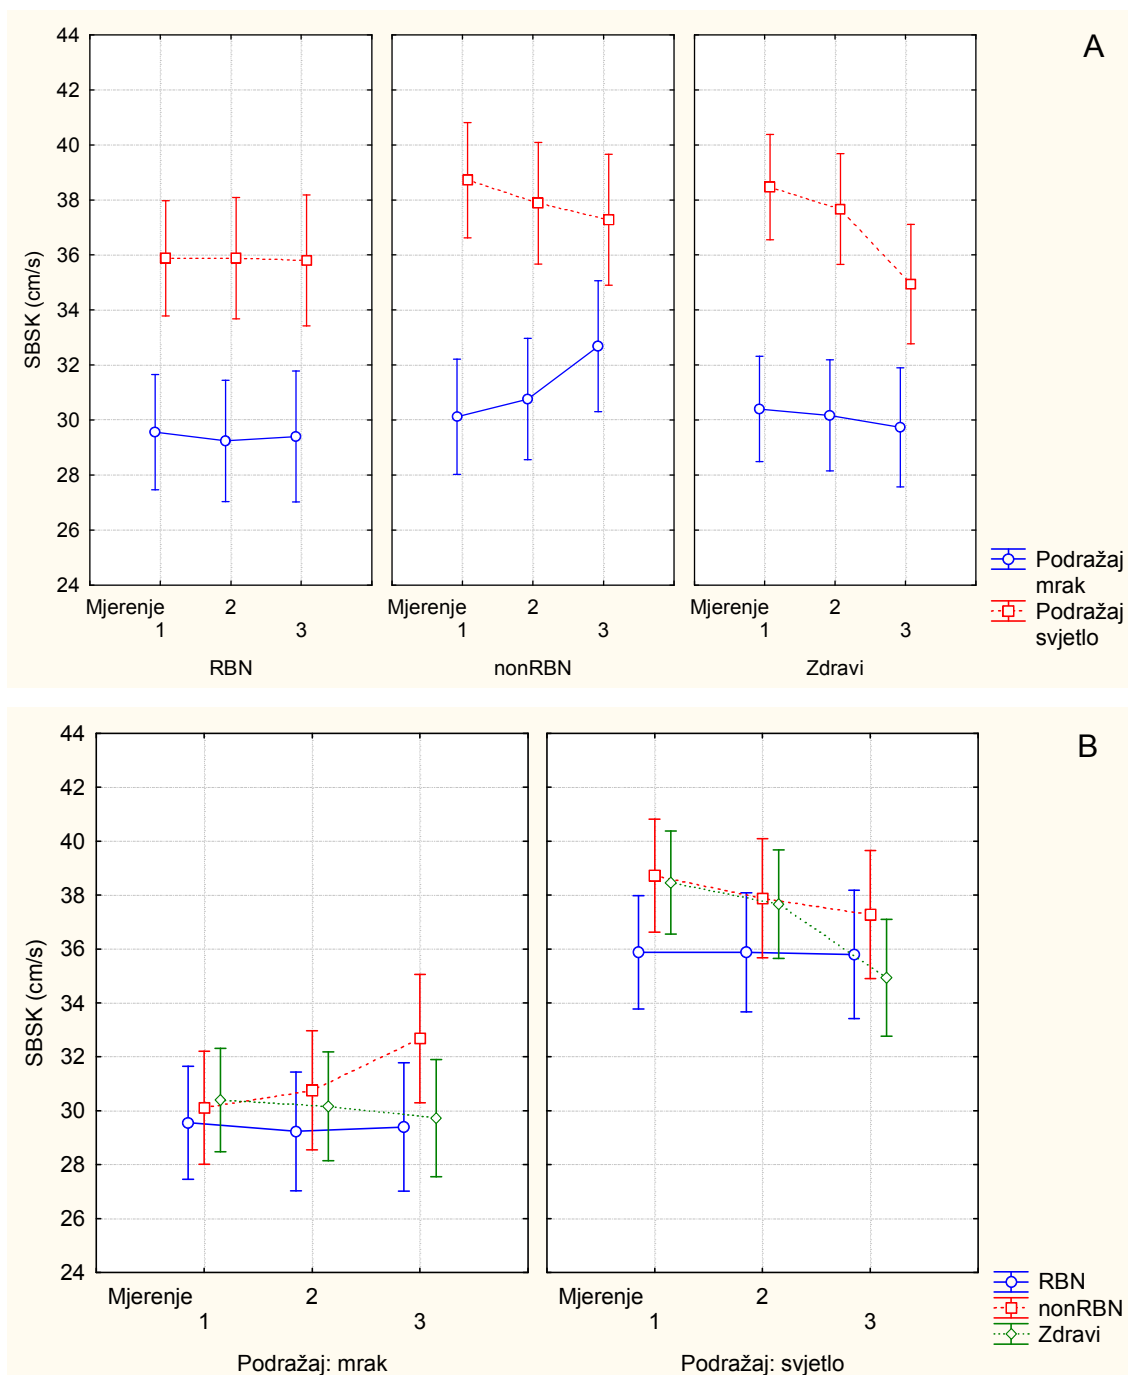 A
44
42
40
38
36
34
32
30
28
26
24
SBSK (cm/s)
Mjerenje 2 2 2
1 3 1 3 1 3
RBN nonRBN Zdravi
Podražaj
mrak
Podražaj
svjetlo
B
44
42
40
38
36
34
32
30
28
26
24
SBSK (cm/s)
Mjerenje 2 Mjerenje 2
1 3 1 3
Podražaj: mrak Podražaj: svjetlo
RBN
nonRBN
Zdravi